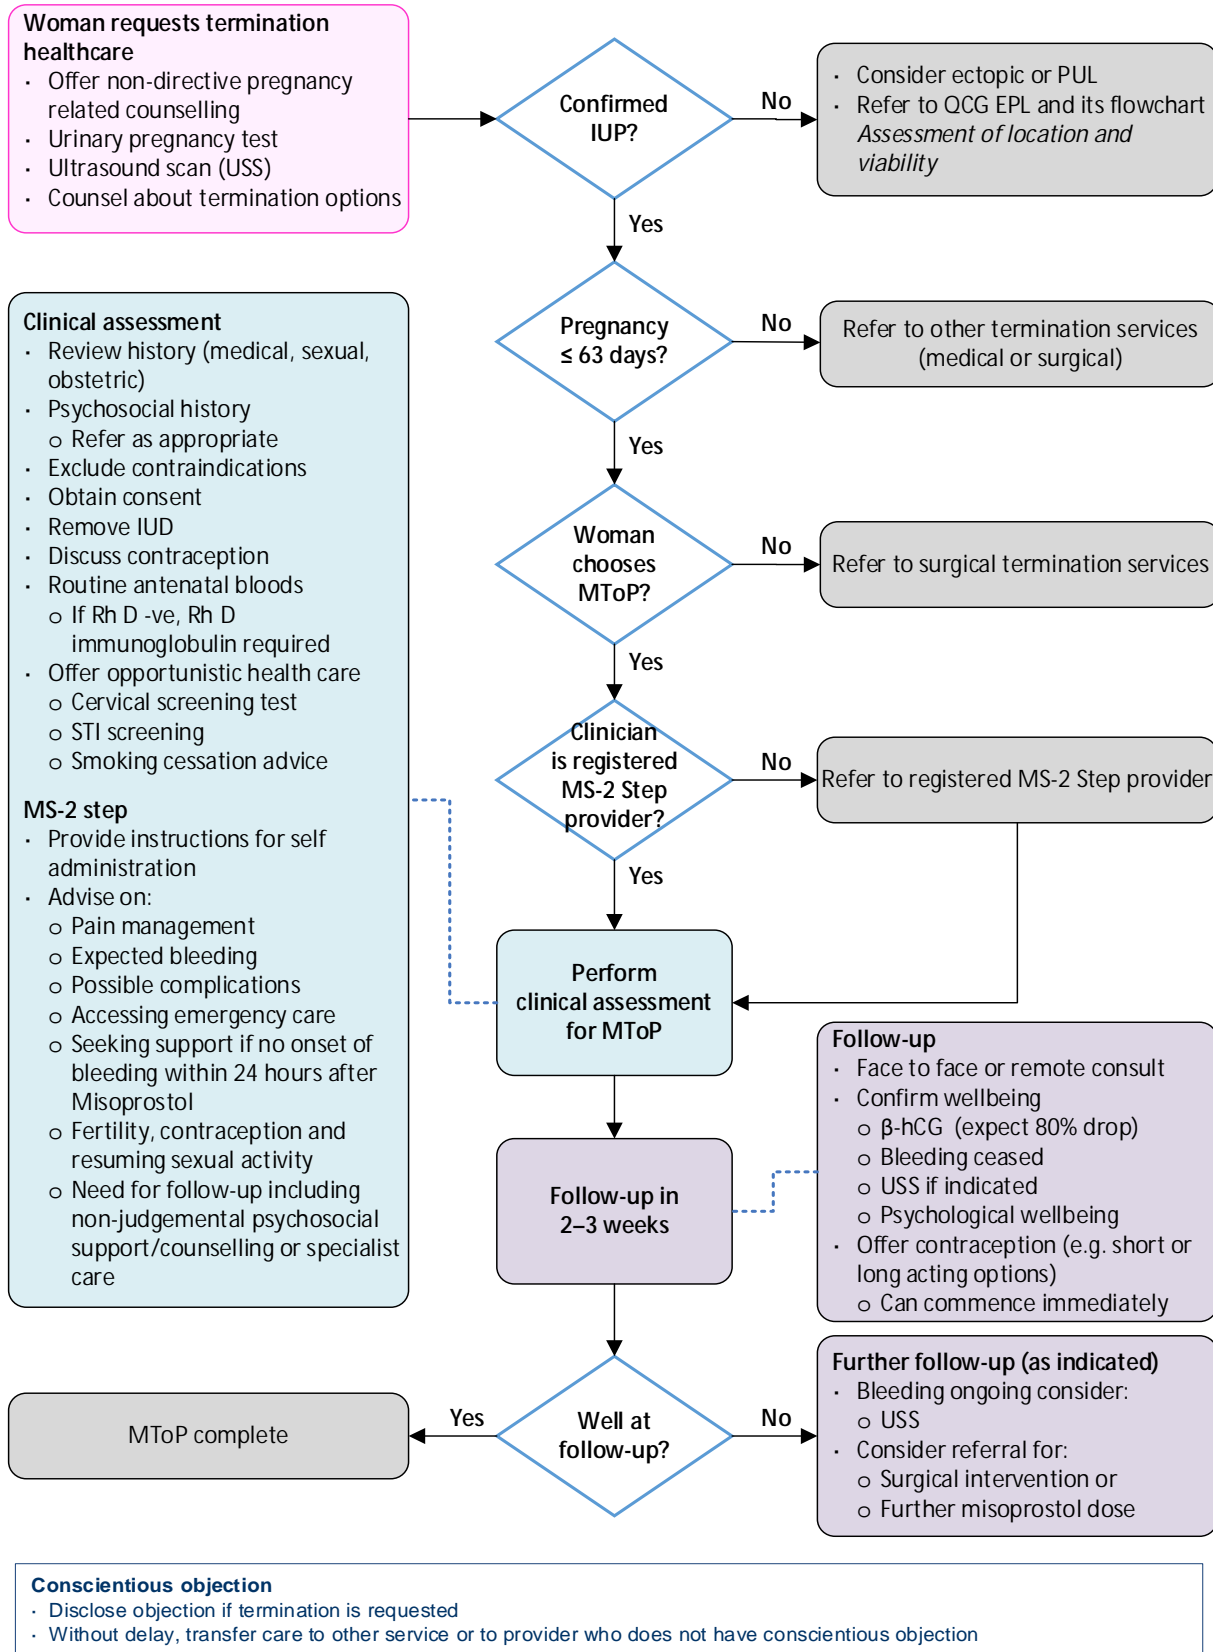 Woman requests termination
healthcare
· Offer non-directive pregnancy
related counselling
· Urinary pregnancy test
· Ultrasound scan (USS)
· Counsel about termination options
Confirmed
IUP?
No
· Consider ectopic or PUL
· Refer to QCG EPL and its flowchart
Assessment of location and
viability
Yes
Pregnancy
≤ 63 days?
No
Refer to other termination services
(medical or surgical)
Yes
Woman
chooses
MToP?
No
Refer to surgical termination services
Yes
Clinician
is registered
MS-2 Step
provider?
No
Refer to registered MS-2 Step provider
Yes
Clinical assessment
· Review history (medical, sexual,
obstetric)
· Psychosocial history
o Refer as appropriate
· Exclude contraindications
· Obtain consent
· Remove IUD
· Discuss contraception
· Routine antenatal bloods
o If Rh D -ve, Rh D
immunoglobulin required
· Offer opportunistic health care
o Cervical screening test
o STI screening
o Smoking cessation advice
MS-2 step
· Provide instructions for self
administration
· Advise on:
o Pain management
o Expected bleeding
o Possible complications
o Accessing emergency care
o Seeking support if no onset of
bleeding within 24 hours after
Misoprostol
o Fertility, contraception and
resuming sexual activity
o Need for follow-up including
non-judgemental psychosocial
support/counselling or specialist
care
Perform
clinical assessment
for MToP
Follow-up in
2–3 weeks
Follow-up
· Face to face or remote consult
· Confirm wellbeing
o β-hCG (expect 80% drop)
o Bleeding ceased
o USS if indicated
o Psychological wellbeing
· Offer contraception (e.g. short or
long acting options)
o Can commence immediately
Well at
follow-up?
Yes
MToP complete
No
Further follow-up (as indicated)
· Bleeding ongoing consider:
o USS
· Consider referral for:
o Surgical intervention or
o Further misoprostol dose
Conscientious objection
· Disclose objection if termination is requested
· Without delay, transfer care to other service or to provider who does not have conscientious objection